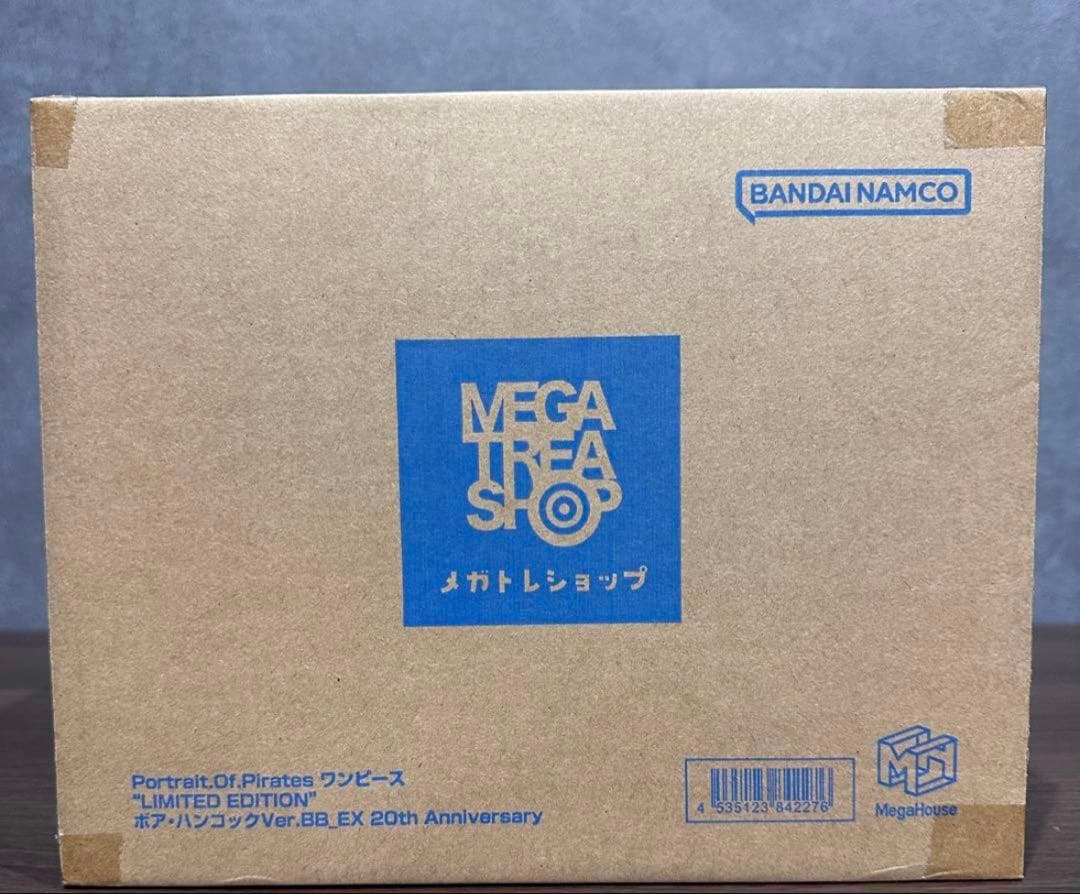 BANDAI NAMCO
MEGA
TREA
SHOP
メガトレショップ
Portrait.Of.Pirates ワンピース
“LIMITED EDITION”
ボア・ハンコックVer.BB_EX 20th Anniversary
4 535123 842276
MH
MegaHouse